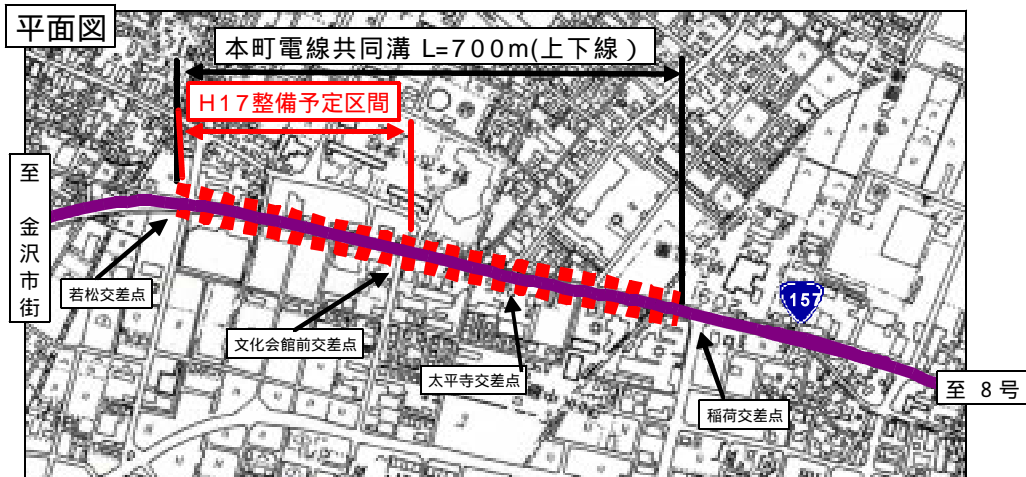 平面図
本町電線共同溝 L=700m(上下線)
H17整備予定区間
至 金沢市街
若松交差点
文化会館前交差点
太平寺交差点
稲荷交差点
157
至 8号